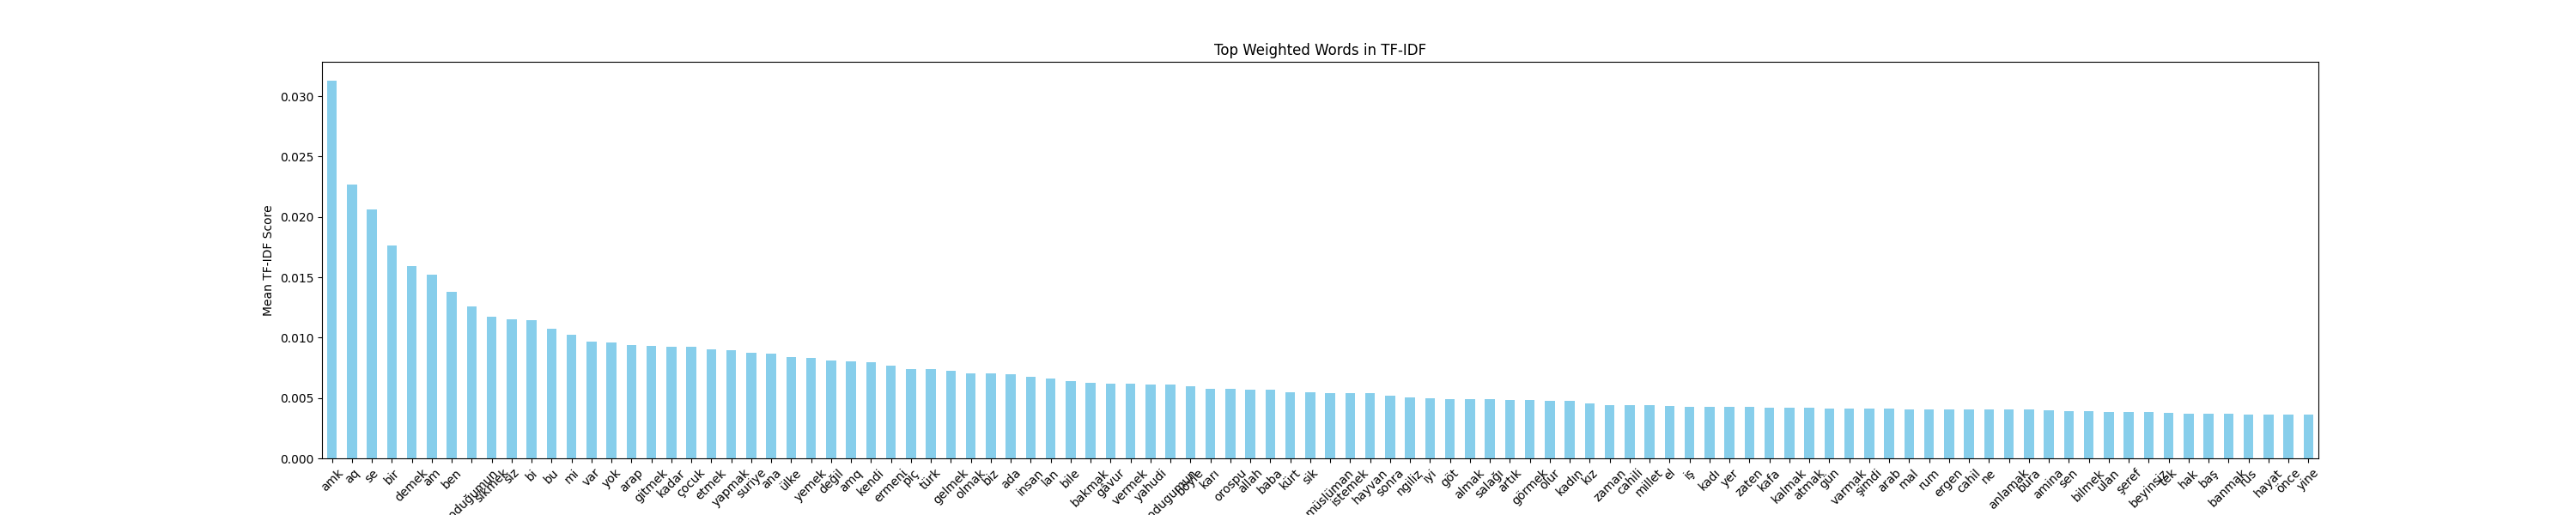 Top Weighted Words in TF-IDF
Mean TF-IDF Score
0.030
0.025
0.020
0.015
0.010
0.005
0.000
amk
aq
se
bir
demek
am
ben
sikmek
siz
bi
bu
mi
var
yok
arap
gitmek
kadar
çocuk
etmek
yapmak
suriye
ana
ülke
yemek
değil
amq
kendi
ermeni
piç
türk
gelmek
olmak
biz
ada
insan
lan
bile
bakmak
gavur
vermek
yahudi
böyle
karı
orospu
allah
baba
kürt
sik
müslüman
istemek
hayvan
sonra
ngiliz
iyi
göt
almak
salağı
artık
görmek
olur
kadın
kız
zaman
cahili
millet
el
iş
kadı
yer
zaten
kafa
kalmak
atmak
gün
varmak
şimdi
arab
mal
rum
ergen
cahil
ne
anlamak
bura
amina
sen
bilmek
ulan
şeref
beyinsiz
tek
hak
baş
banmak
rus
hayat
önce
yine